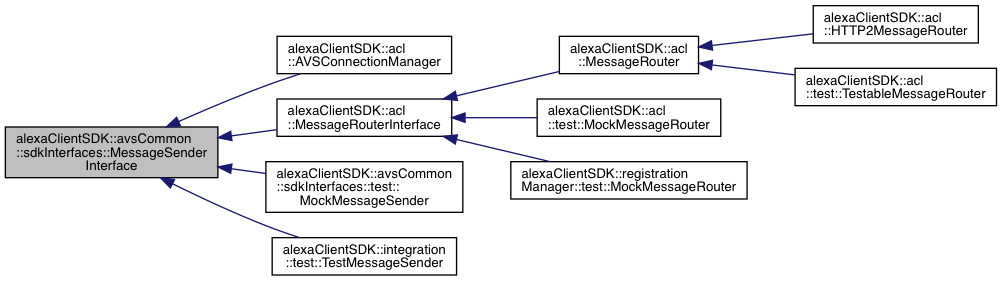 alexaClientSDK::avsCommon
::sdkInterfaces::MessageSender
Interface
alexaClientSDK::acl
::AVSConnectionManager
alexaClientSDK::acl
::MessageRouterInterface
alexaClientSDK::avsCommon
::sdkInterfaces::test::
MockMessageSender
alexaClientSDK::integration
::test::TestMessageSender
alexaClientSDK::acl
::MessageRouter
alexaClientSDK::acl
::test::MockMessageRouter
alexaClientSDK::registration
Manager::test::MockMessageRouter
alexaClientSDK::acl
::HTTP2MessageRouter
alexaClientSDK::acl
::test::TestableMessageRouter